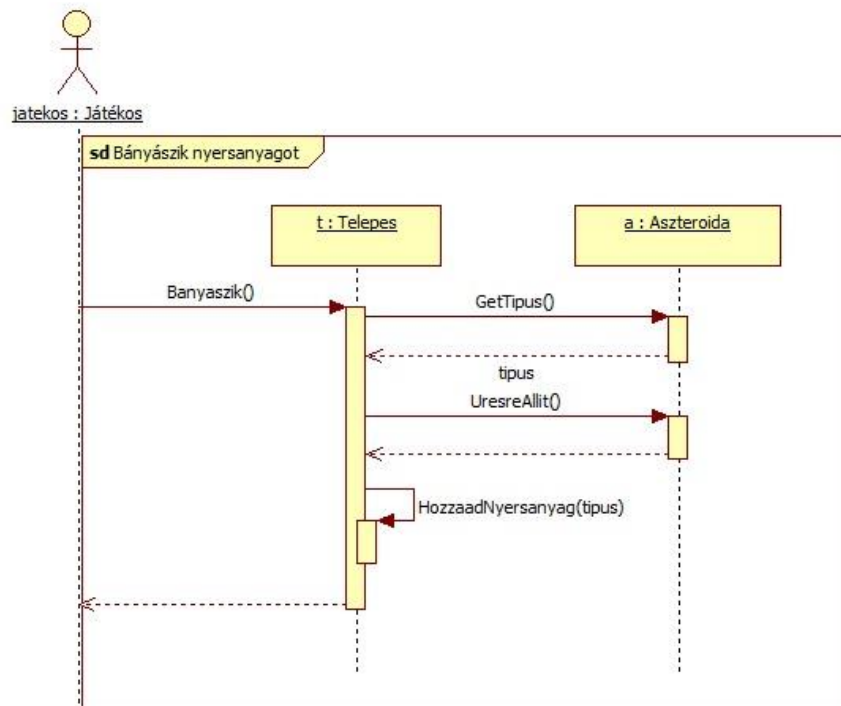 jatekos : Játékos
sd Bányászik nyersanyagot
t : Telepes
a : Aszteroida
Banyaszik()
GetTipus()
tipus
UresreAllit()
HozzaadNyersanyag(tipus)